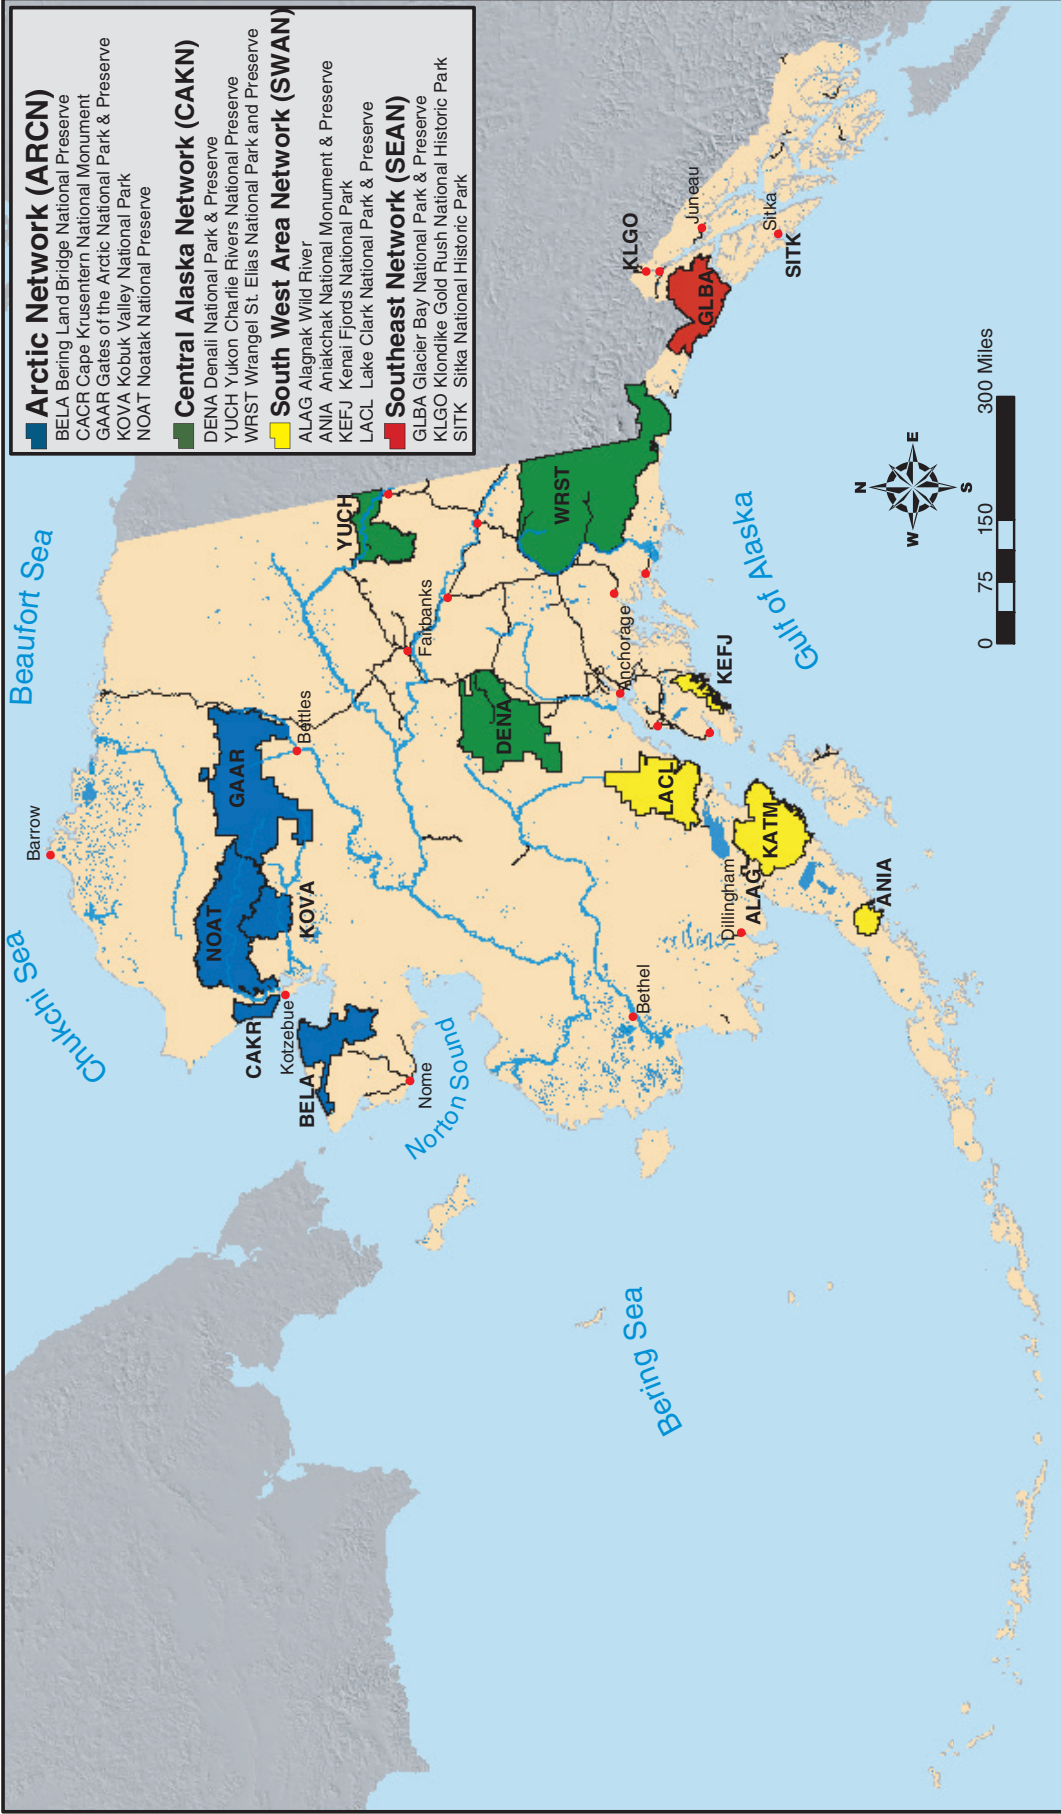 Arctic Network (ARCN)
BELA Bering Land Bridge National Preserve
CACR Cape Krusentern National Monument
GAAR Gates of the Arctic National Park & Preserve
KOVA Kobuk Valley National Park
NOAT Noatak National Preserve
Central Alaska Network (CAKN)
DENA Denali National Park & Preserve
YUCH Yukon Charlie Rivers National Preserve
WRST Wrangel St. Elias National Park and Preserve
South West Area Network (SWAN)
ALAG Alagnak Wild River
ANIA Aniakchak National Monument & Preserve
KEFJ Kenai Fjords National Park
LACL Lake Clark National Park & Preserve
Southeast Network (SEAN)
GLBA Glacier Bay National Park & Preserve
KLGO Klondike Gold Rush National Historic Park
SITK Sitka National Historic Park
Beaufort Sea
Barrow
Chukchi Sea
GAAR
NOAT
CAKR
Kotzebue
KOVA
Bettles
BELA
YUCH
Nome
Norton Sound
Fairbanks
DENA
WRST
Bering Sea
Bethel
Anchorage
KLGO
LACL
Juneau
GLBA
KEFJ
Dillingham
ALAG
KATM
Sitka
SITK
Gulf of Alaska
ANIA
N
W
E
S
0 75 150 300 Miles